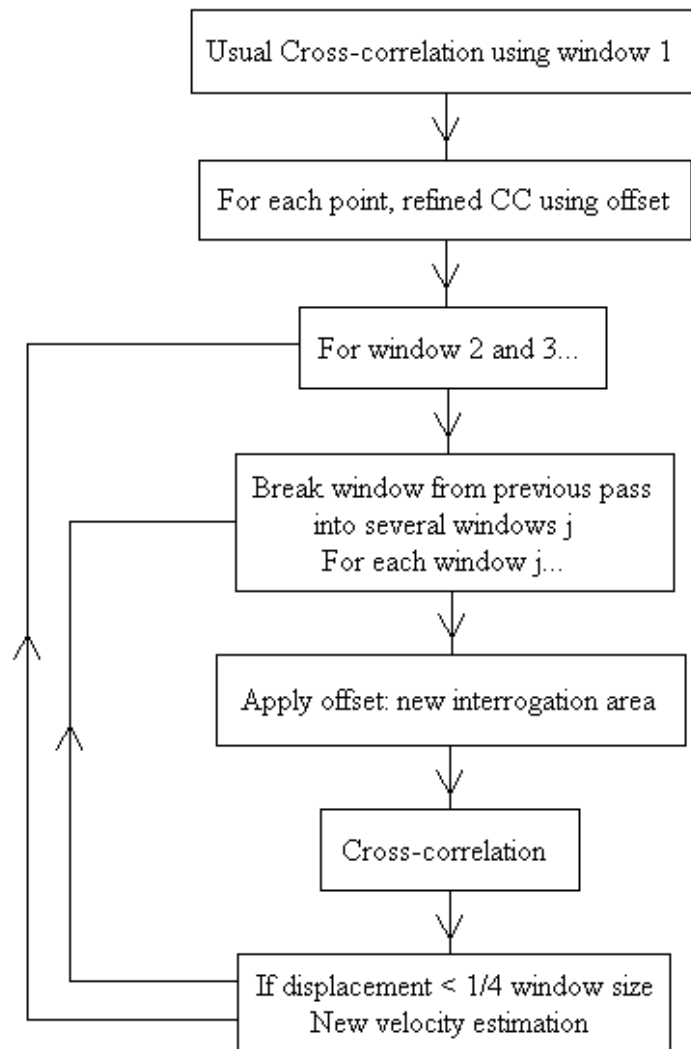 Usual Cross-correlation using window 1
For each point, refined CC using offset
For window 2 and 3...
Break window from previous pass
into several windows j
For each window j...
Apply offset: new interrogation area
Cross-correlation
If displacement < 1/4 window size
New velocity estimation